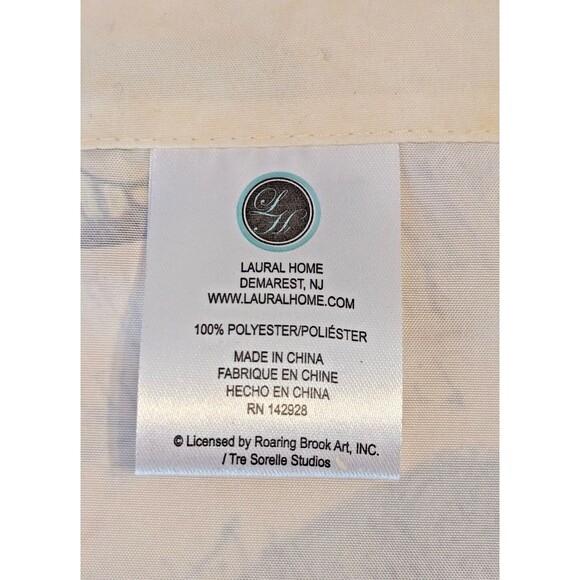 LH
LAURAL HOME
DEMAREST, NJ
WWW.LAURALHOME.COM
100% POLYESTER/POLIÉSTER
MADE IN CHINA
FABRIQUE EN CHINE
HECHO EN CHINA
RN 142928
© Licensed by Roaring Brook Art, INC.
/ Tre Sorelle Studios